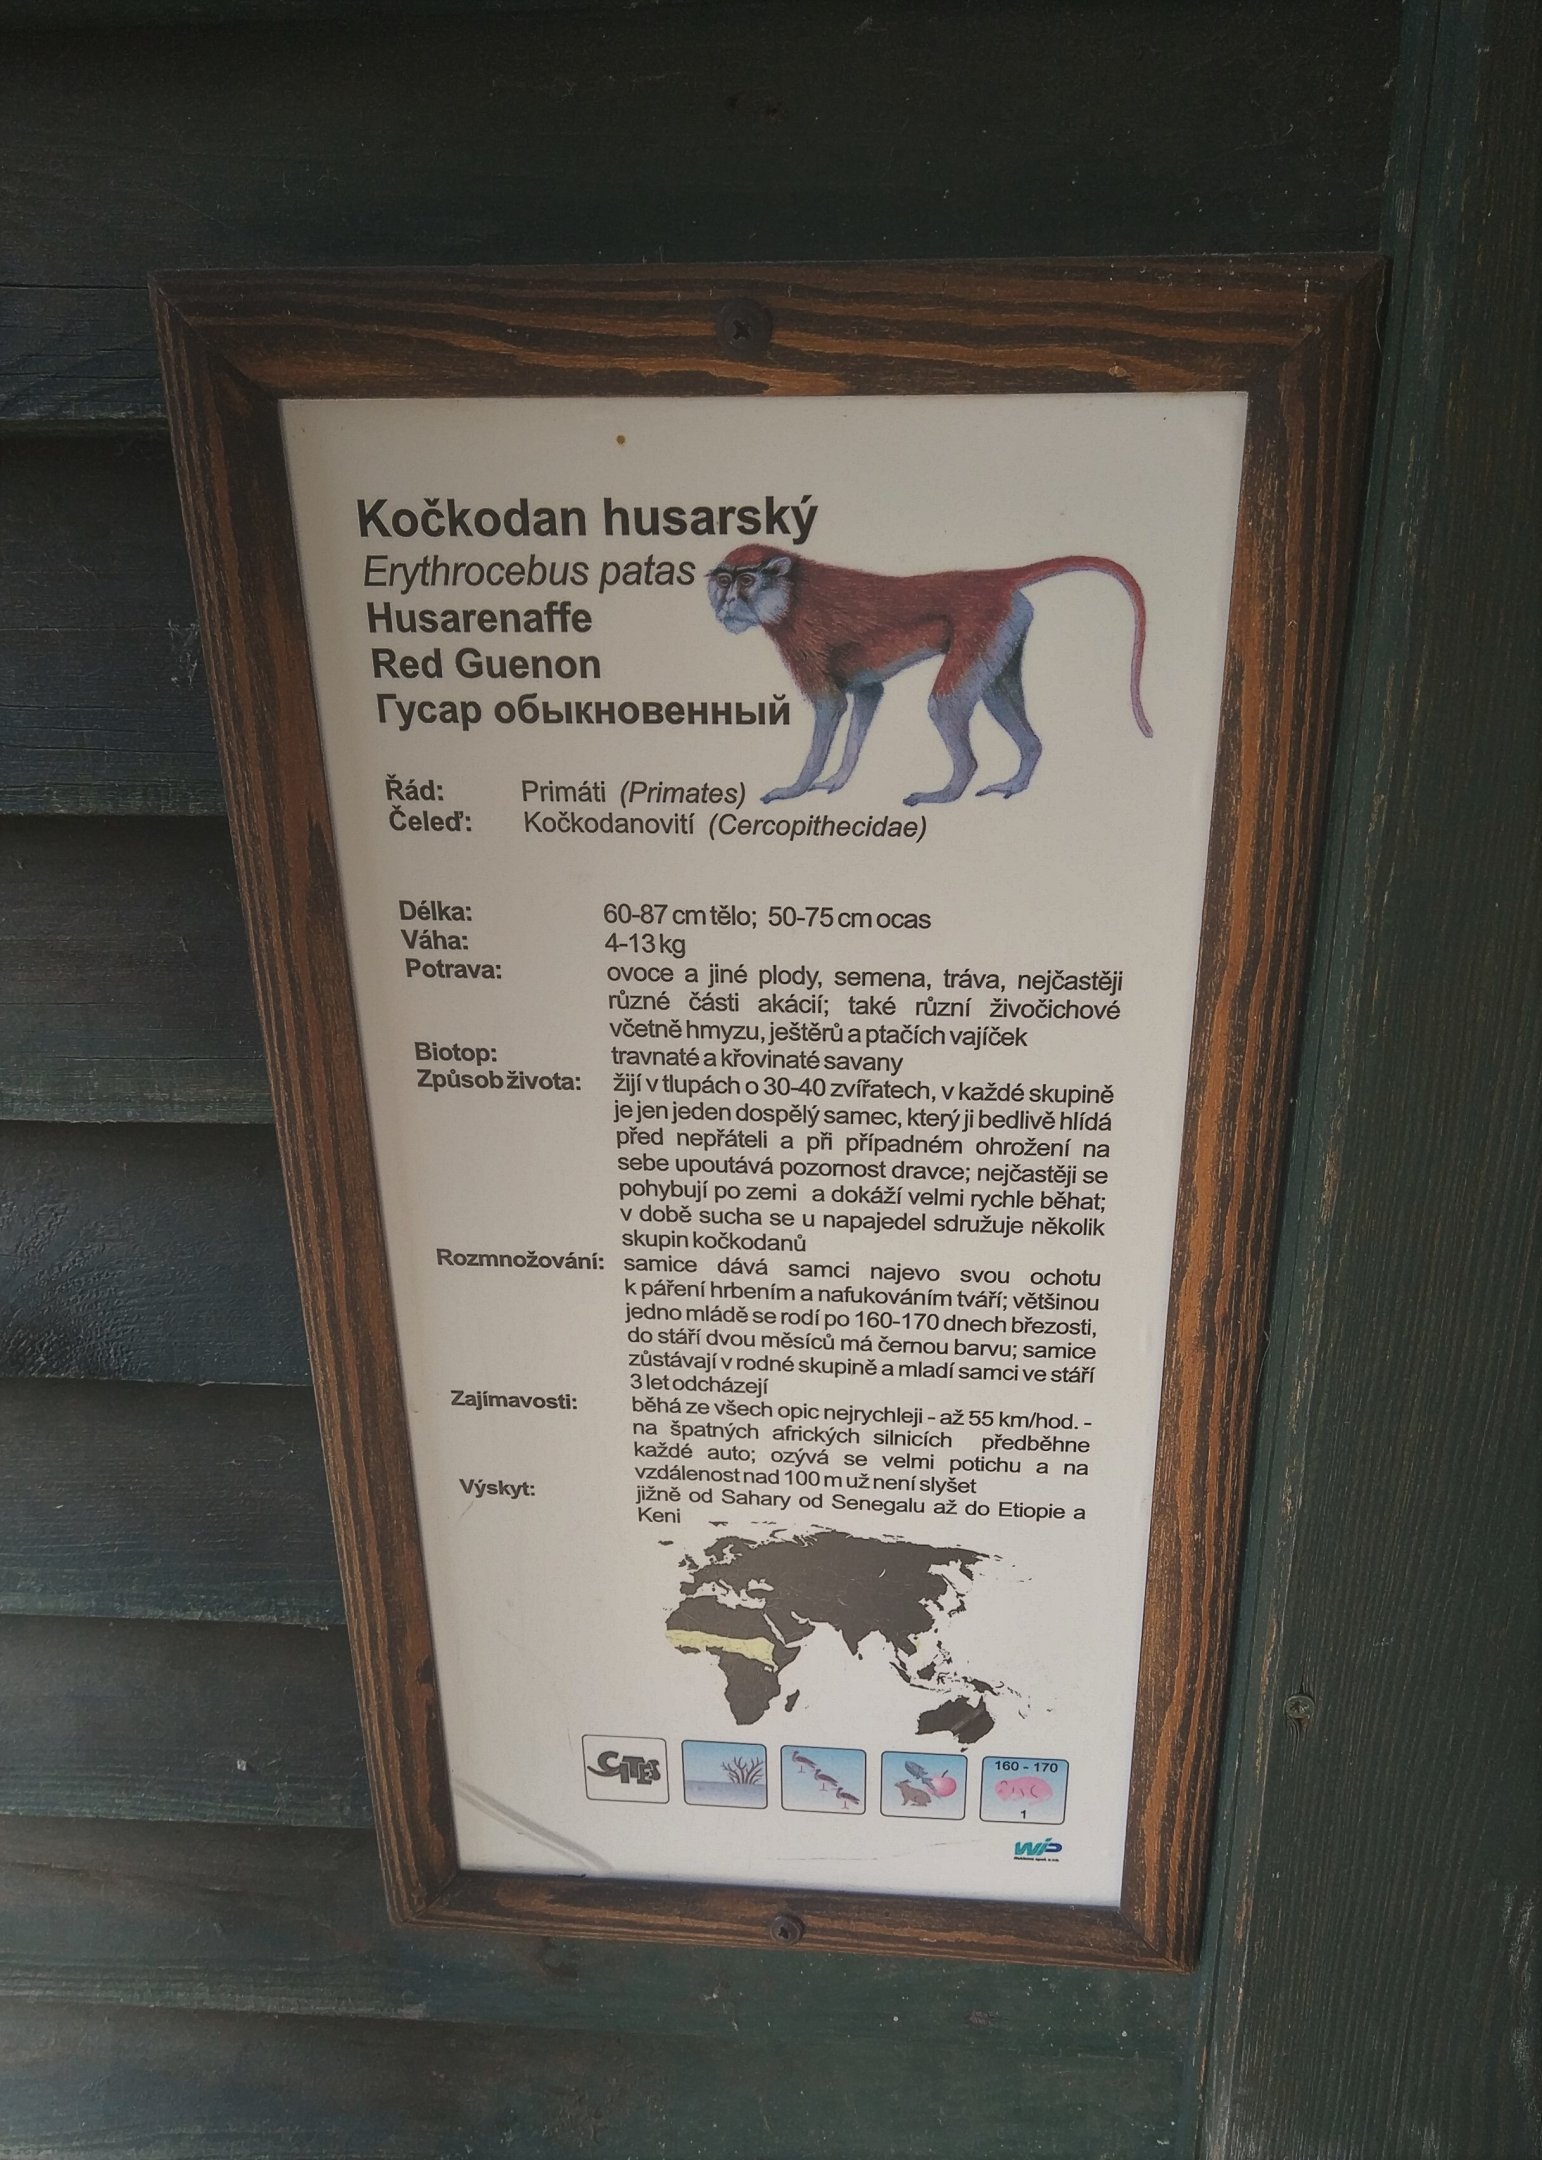 Kočkodan husarský
Erythrocebus patas
Husarenaffe
Red Guenon
Гусар обыкновенный
Řád: Primáti (Primates)
Čeleď: Kočkodanovití (Cercopithecidae)
Délka: 60-87 cm tělo; 50-75 cm ocas
Váha: 4-13 kg
Potrava: ovoce a jiné plody, semena, tráva, nejčastěji
různé části akácií; také různí živočichové
včetně hmyzu, ještěrů a ptačích vajíček
Biotop: travnaté a křovinaté savany
Způsob života: žijí v tlupách o 30-40 zvířatech, v každé skupině
je jen jeden dospělý samec, který ji bedlivě hlídá
před nepřáteli a při případném ohrožení na
sebe upoutává pozornost dravce; nejčastěji se
pohybují po zemi a dokáží velmi rychle běhat;
v době sucha se u napajedel sdružuje několik
skupin kočkodanů
Rozmnožování: samice dává samci najevo svou ochotu
k páření hrbením a nafukováním tváří; většinou
jedno mládě se rodí po 160-170 dnech březosti,
do stáří dvou měsíců má černou barvu; samice
zůstávají v rodné skupině a mladí samci ve stáří
3 let odcházejí
Zajímavosti: běhá ze všech opic nejrychleji - až 55 km/hod. -
na špatných afrických silnicích předběhne
každé auto; ozývá se velmi potichu a na
vzdálenost nad 100 m už není slyšet
Výskyt: jižně od Sahary od Senegalu až do Etiopie a
Keni
CITES
160 - 170
1
WIP